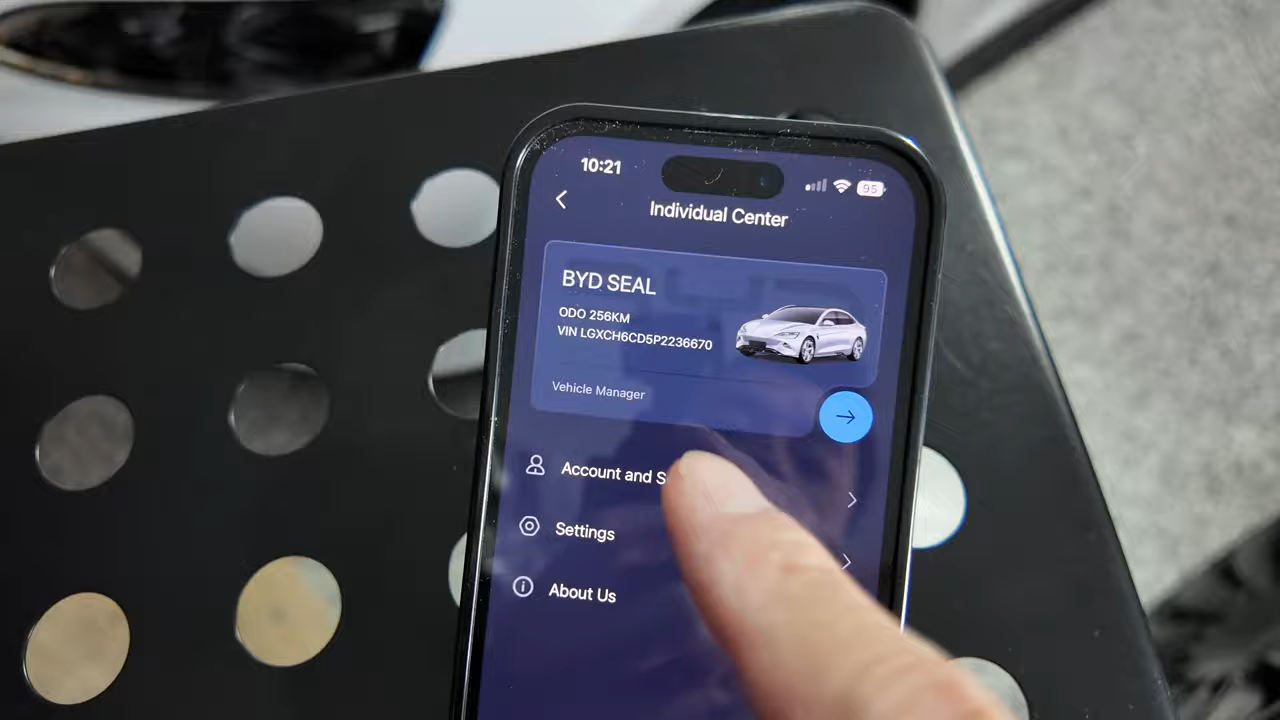 10:21
95
Individual Center
BYD SEAL
ODO 256KM
VIN LGXCH6CD5P2236670
Vehicle Manager
Account and S
Settings
About Us